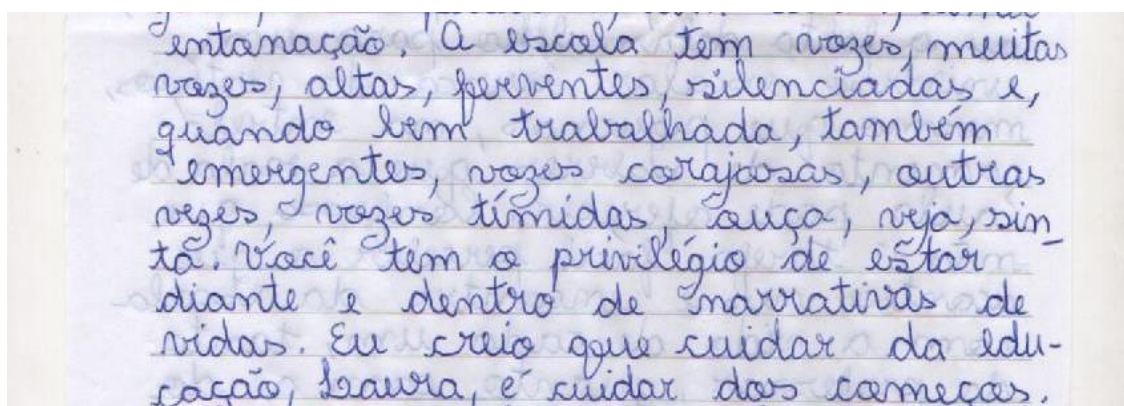 entonação. A escola tem vozes, muitas
vozes, altas, ferventes, silenciadas e,
quando bem trabalhada, também
emergentes, vozes corajosas, outras
vezes, vozes tímidas, ouça, veja, sin-
ta. Você tem o privilégio de estar
diante e dentro de narrativas de
vidas. Eu creio que cuidar da edu-
cação, Laura, é cuidar dos começos.